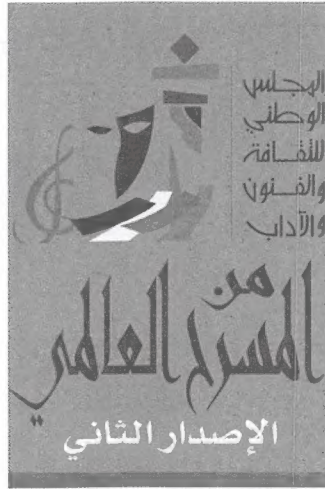 المجلس
الوطني
للثقافة
والفنون
والآداب
من
المسرح العالمي
الإصدار الثاني